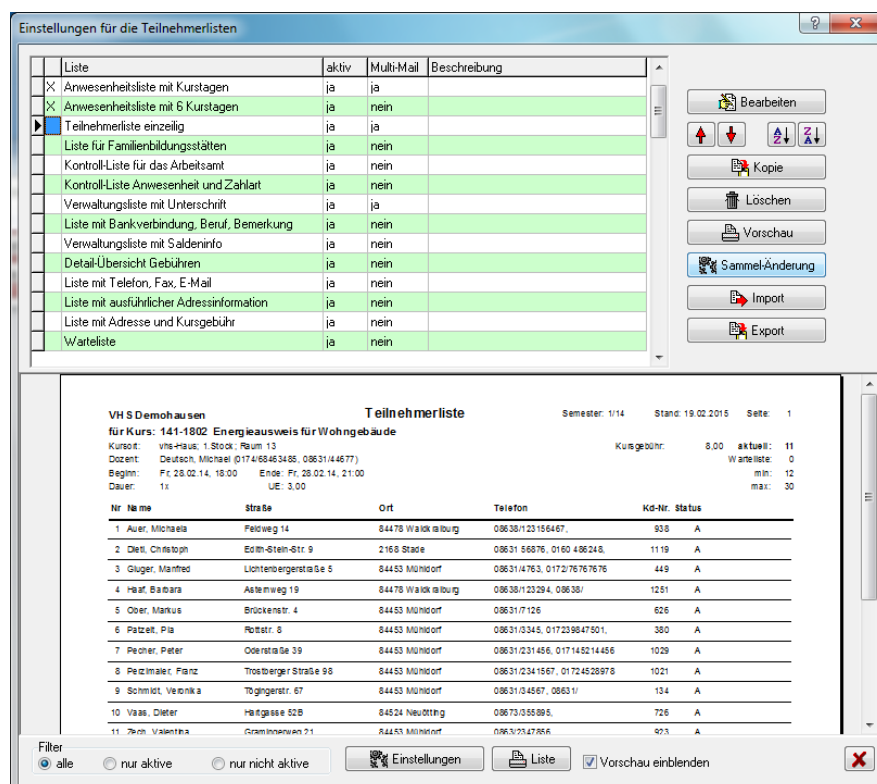 Einstellungen für die Teilnehmerlisten
Liste aktiv Multi-Mail Beschreibung
X Anwesenheitsliste mit Kurstagen ja ja
X Anwesenheitsliste mit 6 Kurstagen ja nein
Teilnehmerliste einzeilig ja ja
Liste für Familienbildungsstätten ja nein
Kontroll-Liste für das Arbeitsamt ja nein
Kontroll-Liste Anwesenheit und Zahlart ja nein
Verwaltungsliste mit Unterschrift ja ja
Liste mit Bankverbindung, Beruf, Bemerkung ja nein
Verwaltungsliste mit Saldeninfo ja nein
Detail-Übersicht Gebühren ja nein
Liste mit Telefon, Fax, E-Mail ja nein
Liste mit ausführlicher Adressinformation ja nein
Liste mit Adresse und Kursgebühr ja nein
Warteliste ja nein
Bearbeiten
A Z Z A
Kopie
Löschen
Vorschau
Sammel-Änderung
Import
Export
VHS Demohausen Teilnehmerliste Semester: 1/14 Stand: 19.02.2015 Seite: 1
für Kurs: 141-1802 Energieausweis für Wohngebäude
Kursort: vhs-Haus; 1.Stock; Raum 13 Kursgebühr: 8,00 aktuell: 11
Dozent: Deutsch, Michael (0174/68463485, 08631/44677) Warteliste: 0
Beginn: Fr, 28.02.14, 18:00 Ende: Fr, 28.02.14, 21:00 min: 12
Dauer: 1x UE: 3,00 max: 30
Nr Name Straße Ort Telefon Kd-Nr. Status
1 Auer, Michaela Feldweg 14 84478 Waldkraiburg 08638/123156467, 938 A
2 Dietl, Christoph Edith-Stein-Str. 9 2168 Stade 08631 56876, 0160 486248, 1119 A
3 Gluger, Manfred Lichtenbergerstraße 5 84453 Mühldorf 08631/4763, 0172/76767676 449 A
4 Haaf, Barbara Asternweg 19 84478 Waldkraiburg 08638/123294, 08638/ 1251 A
5 Ober, Markus Brückenstr. 4 84453 Mühldorf 08631/7126 626 A
6 Patzelt, Pia Rottstr. 8 84453 Mühldorf 08631/3345, 017239847501, 380 A
7 Pecher, Peter Oderstraße 39 84453 Mühldorf 08631/231456, 017145214456 1029 A
8 Perzlmaier, Franz Trostberger Straße 98 84453 Mühldorf 08631/2341567, 01724528978 1021 A
9 Schmidt, Veronika Tögingerstr. 67 84453 Mühldorf 08631/34567, 08631/ 134 A
10 Vaas, Dieter Hartgasse 52B 84524 Neuötting 08673/355895, 726 A
11 Zech, Valentina Gramingerweg 21 84453 Mühldorf 0863/2347856 923 A
Filter
alle nur aktive nur nicht aktive Einstellungen Liste Vorschau einblenden